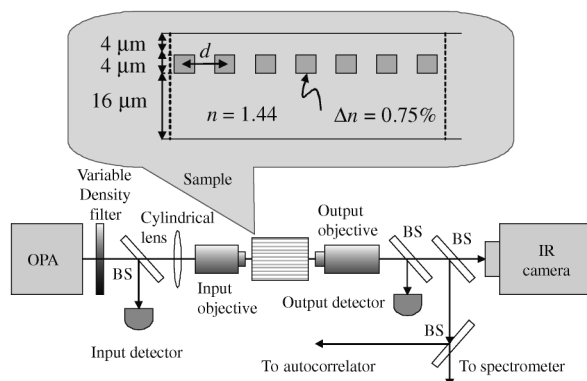 4 μm
4 μm
d
16 μm
n = 1.44
Δn = 0.75%
Variable
Density
filter
Sample
Cylindrical
lens
Output
objective
BS
OPA
BS
IR
camera
Input
objective
Output detector
BS
Input detector
To autocorrelator
To spectrometer
BS